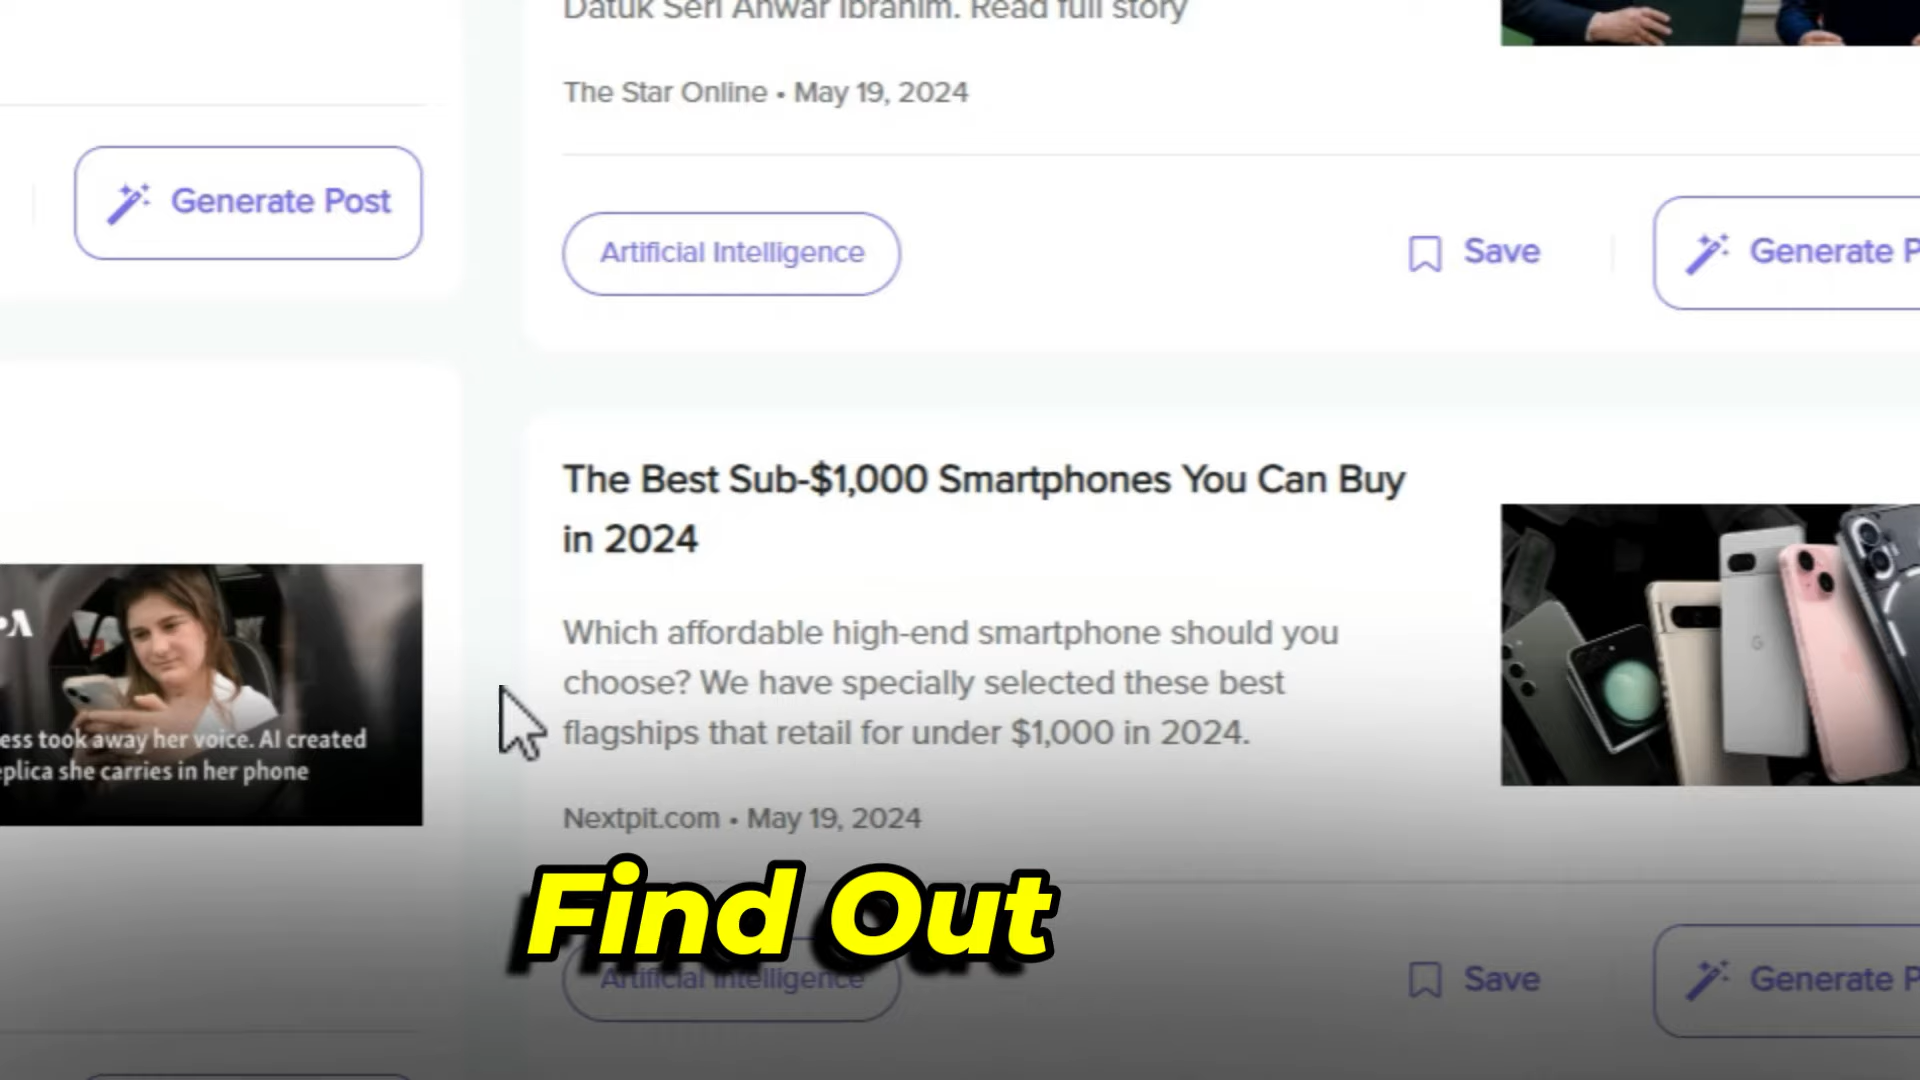 Datuk Seri Anwar Ibrahim. Read full story
The Star Online • May 19, 2024
Generate Post
Artificial Intelligence
Save
Generate P
The Best Sub-$1,000 Smartphones You Can Buy
in 2024
Which affordable high-end smartphone should you
choose? We have specially selected these best
flagships that retail for under $1,000 in 2024.
ess took away her voice. AI created
eplica she carries in her phone
Nextpit.com • May 19, 2024
Find Out
Artificial Intelligence
Save
Generate P